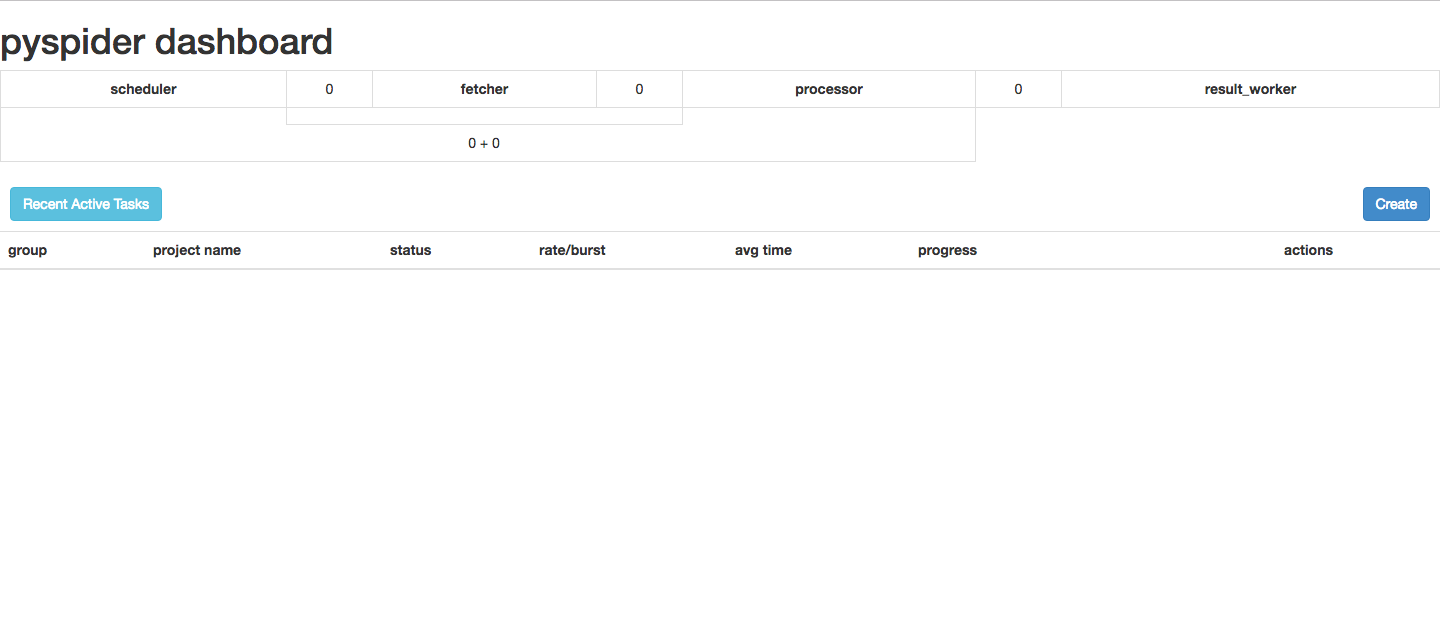 pyspider dashboard
scheduler 0 fetcher 0 processor 0 result_worker
0 + 0
Recent Active Tasks Create
group project name status rate/burst avg time progress actions